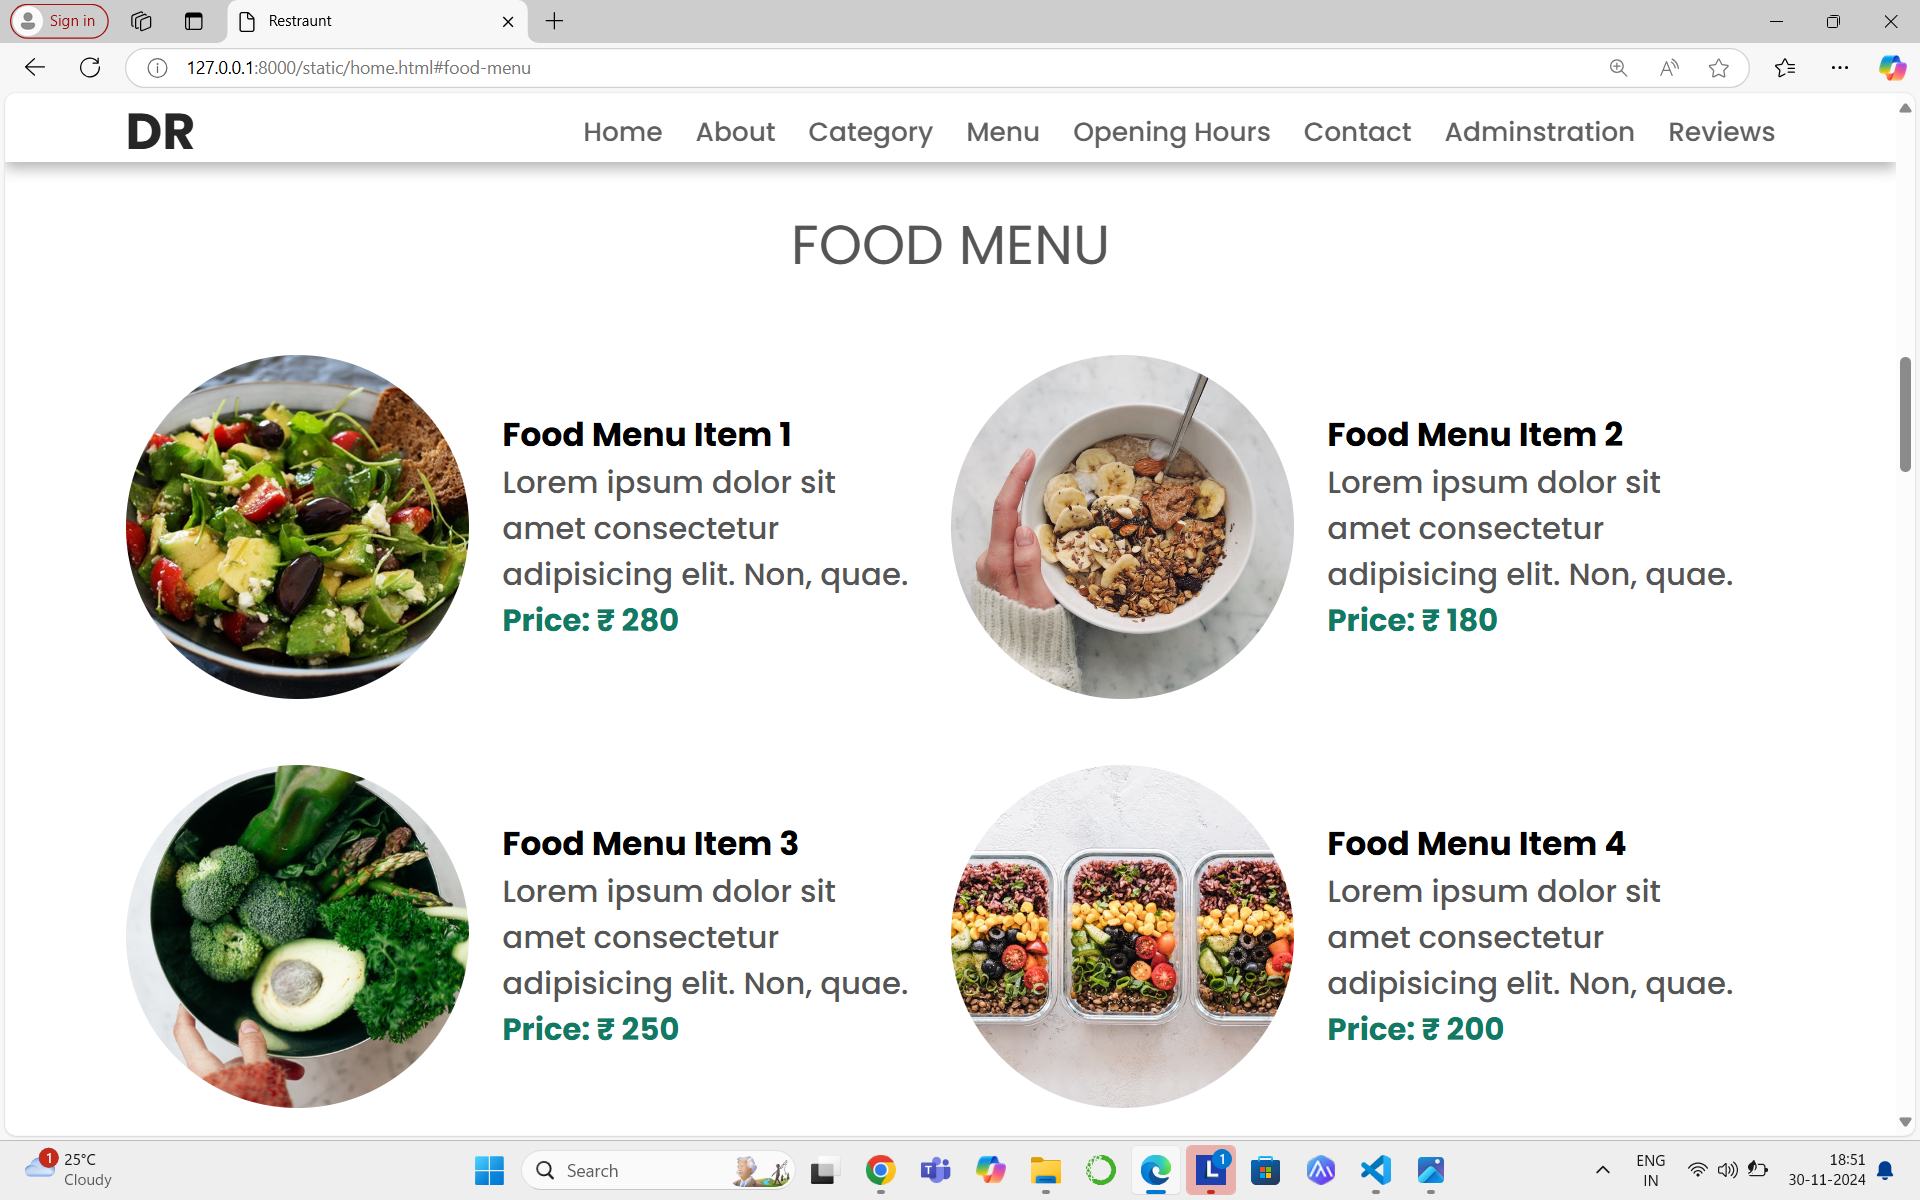 Sign in
Restraunt
127.0.0.1:8000/static/home.html#food-menu
DR
Home About Category Menu Opening Hours Contact Adminstration Reviews
FOOD MENU
Food Menu Item 1
Lorem ipsum dolor sit
amet consectetur
adipisicing elit. Non, quae.
Price: ₹ 280
Food Menu Item 2
Lorem ipsum dolor sit
amet consectetur
adipisicing elit. Non, quae.
Price: ₹ 180
Food Menu Item 3
Lorem ipsum dolor sit
amet consectetur
adipisicing elit. Non, quae.
Price: ₹ 250
Food Menu Item 4
Lorem ipsum dolor sit
amet consectetur
adipisicing elit. Non, quae.
Price: ₹ 200
1
25°C
Cloudy
Search
L 1
ENG
IN
18:51
30-11-2024